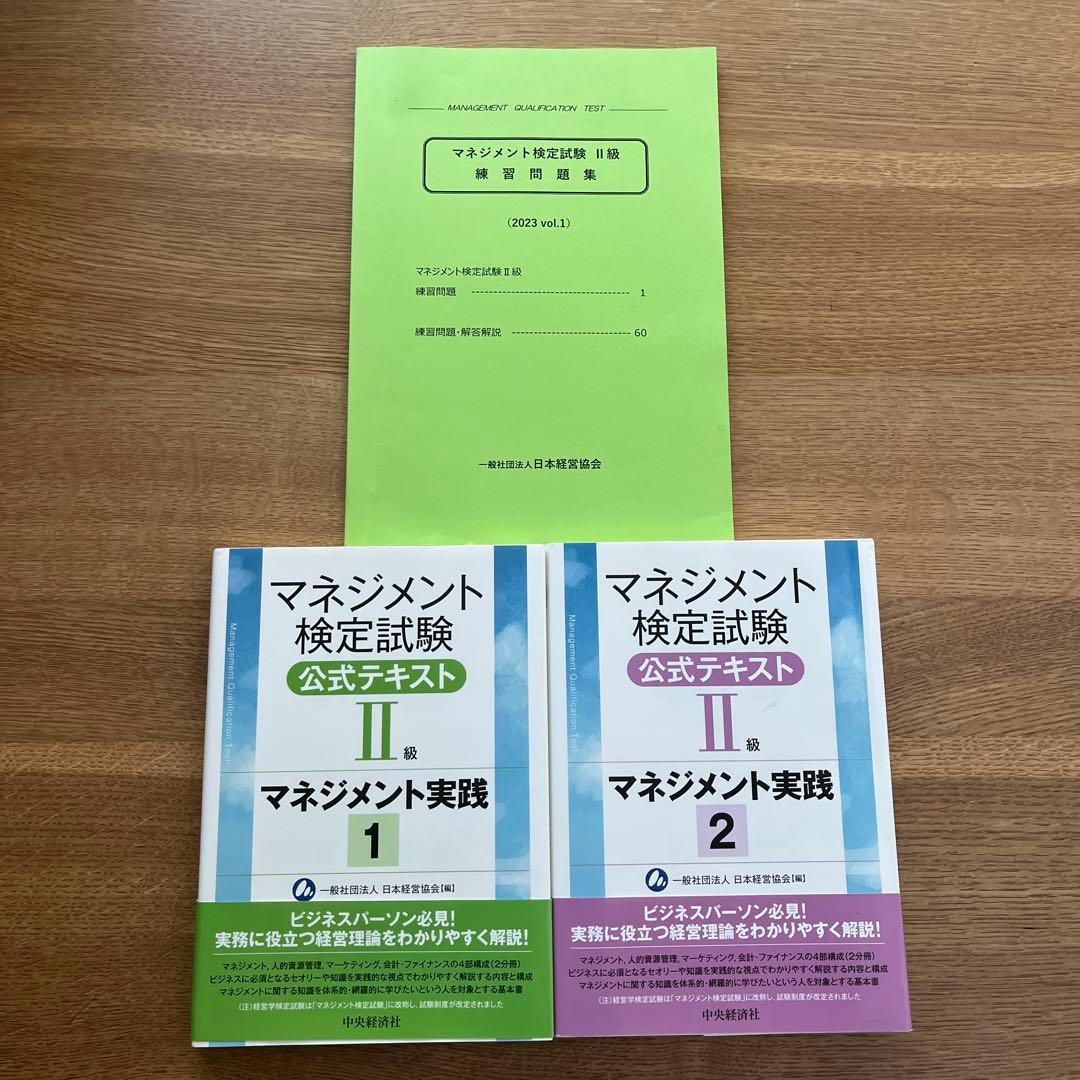 MANAGEMENT QUALIFICATION TEST
マネジメント検定試験 Ⅱ級
練習問題集
（2023 vol.1）
マネジメント検定試験Ⅱ級
練習問題 ------------------------------------ 1
練習問題・解答解説 --------------------------- 60
一般社団法人日本経営協会
Management Qualification Test
マネジメント
検定試験
公式テキスト
Ⅱ級
マネジメント実践
1
一般社団法人 日本経営協会【編】
ビジネスパーソン必見！
実務に役立つ経営理論をわかりやすく解説！
マネジメント，人的資源管理，マーケティング，会計・ファイナンスの4部構成（2分冊）
ビジネスに必須となるセオリーや知識を実践的な視点でわかりやすく解説する内容と構成
マネジメントに関する知識を体系的・網羅的に学びたいという人を対象とする基本書
（注）経営学検定試験は「マネジメント検定試験」に改称し，試験制度が改定されました
中央経済社
Management Qualification Test
マネジメント
検定試験
公式テキスト
Ⅱ級
マネジメント実践
2
一般社団法人 日本経営協会【編】
ビジネスパーソン必見！
実務に役立つ経営理論をわかりやすく解説！
マネジメント，人的資源管理，マーケティング，会計・ファイナンスの4部構成（2分冊）
ビジネスに必須となるセオリーや知識を実践的な視点でわかりやすく解説する内容と構成
マネジメントに関する知識を体系的・網羅的に学びたいという人を対象とする基本書
（注）経営学検定試験は「マネジメント検定試験」に改称し，試験制度が改定されました
中央経済社